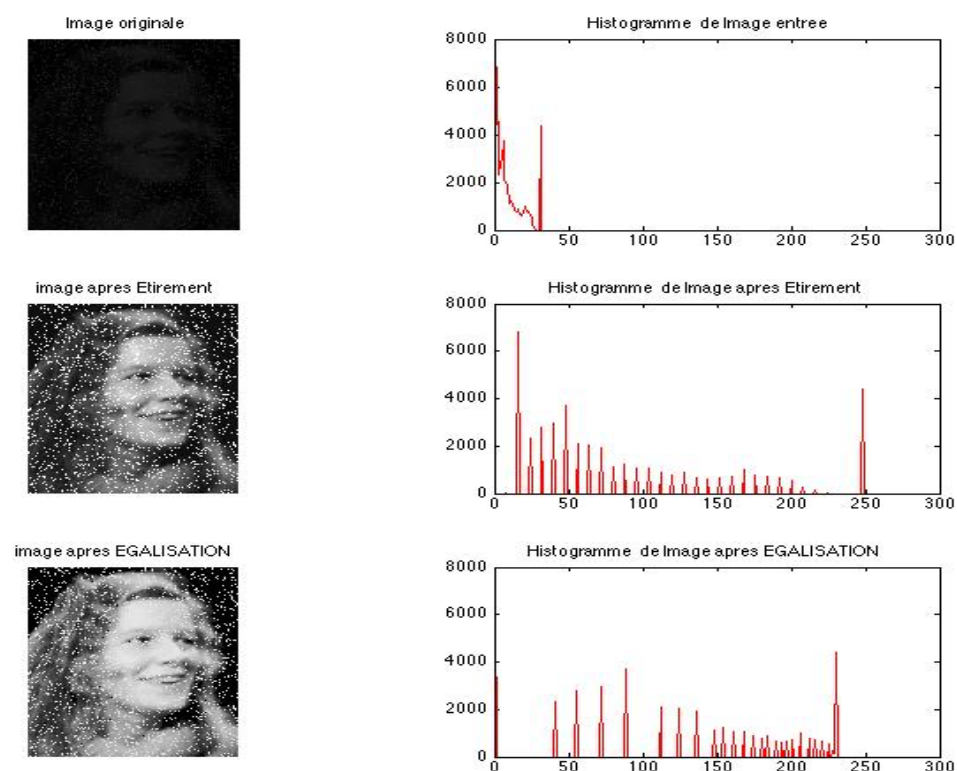 Image originale
Histogramme de Image entree
8000
6000
4000
2000
0
0 50 100 150 200 250 300
image apres Etirement
Histogramme de Image apres Etirement
8000
6000
4000
2000
0
0 50 100 150 200 250 300
image apres EGALISATION
Histogramme de Image apres EGALISATION
8000
6000
4000
2000
0
0 50 100 150 200 250 300